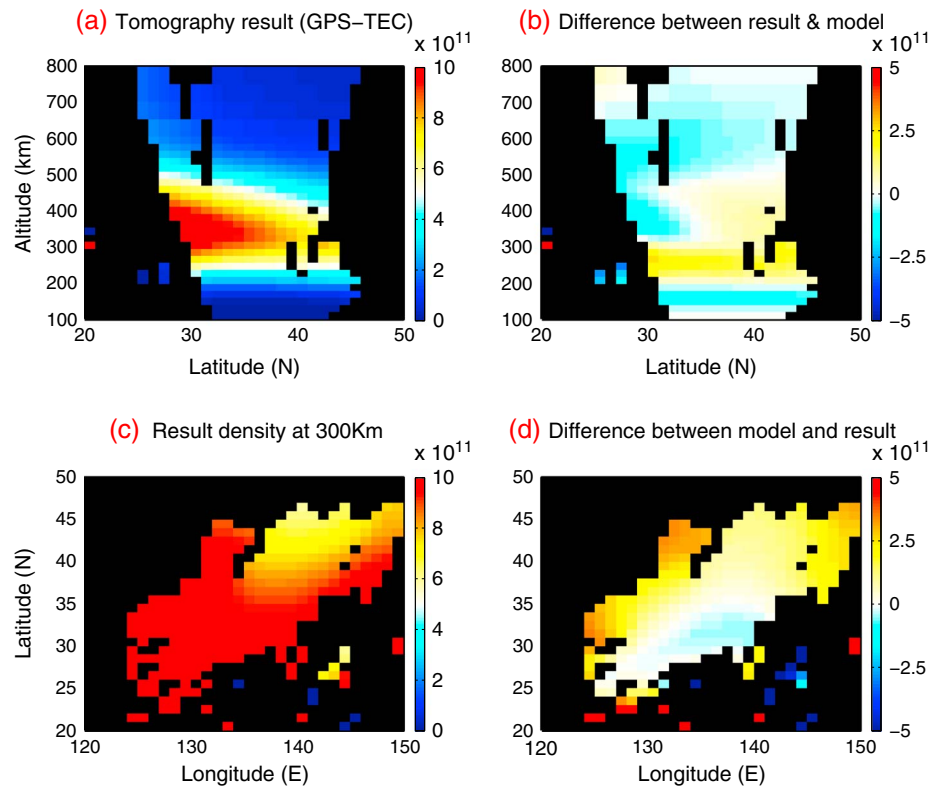 (a) Tomography result (GPS−TEC)
x 10^11
800
700
600
500
400
300
200
100
Altitude (km)
20 30 40 50
Latitude (N)
10
8
6
4
2
0
(b) Difference between result & model
x 10^11
800
700
600
500
400
300
200
100
20 30 40 50
Latitude (N)
5
2.5
0
−2.5
−5
(c) Result density at 300Km
x 10^11
50
45
40
35
30
25
20
Latitude (N)
120 130 140 150
Longitude (E)
10
8
6
4
2
0
(d) Difference between model and result
x 10^11
50
45
40
35
30
25
20
120 130 140 150
Longitude (E)
5
2.5
0
−2.5
−5